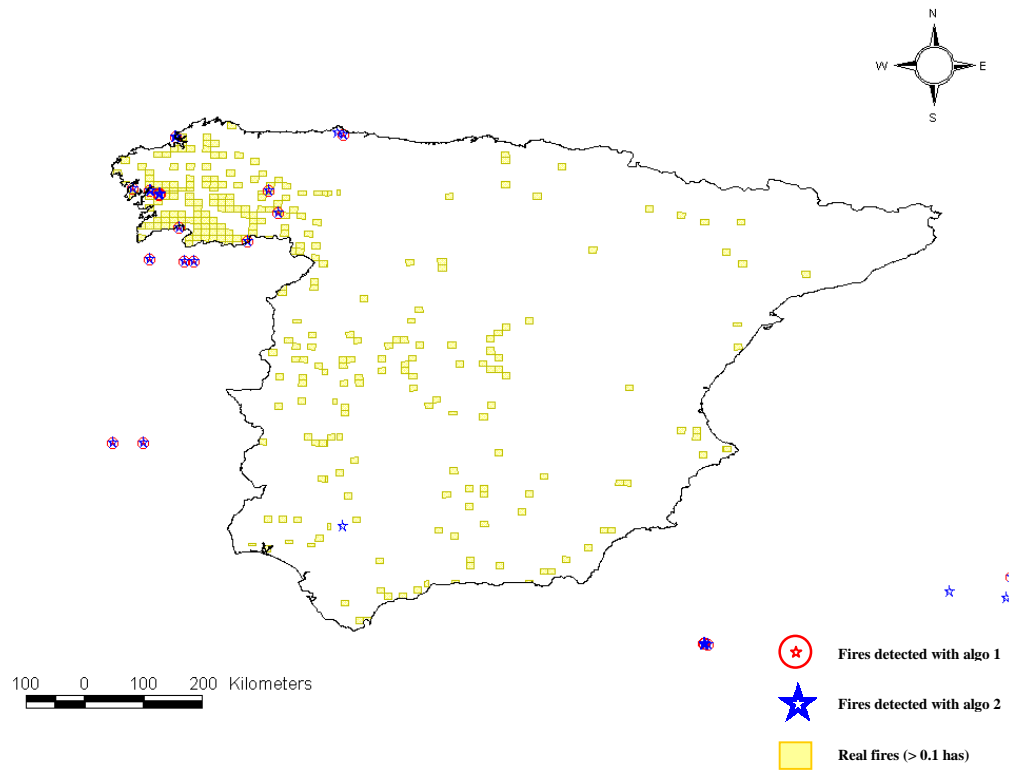 N
W E
S
100 0 100 200 Kilometers
Fires detected with algo 1
Fires detected with algo 2
Real fires (> 0.1 has)